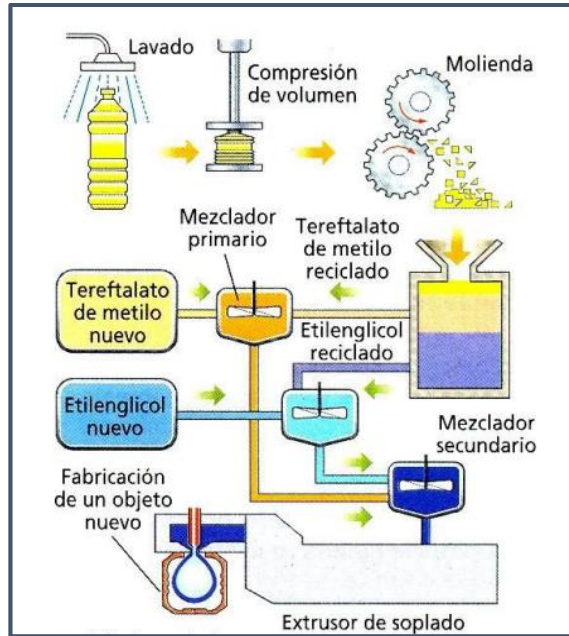 Lavado
Compresión
de volumen
Molienda
Mezclador
primario
Tereftalato
de metilo
reciclado
Tereftalato
de metilo
nuevo
Etilenglicol
reciclado
Etilenglicol
nuevo
Mezclador
secundario
Fabricación
de un objeto
nuevo
Extrusor de soplado